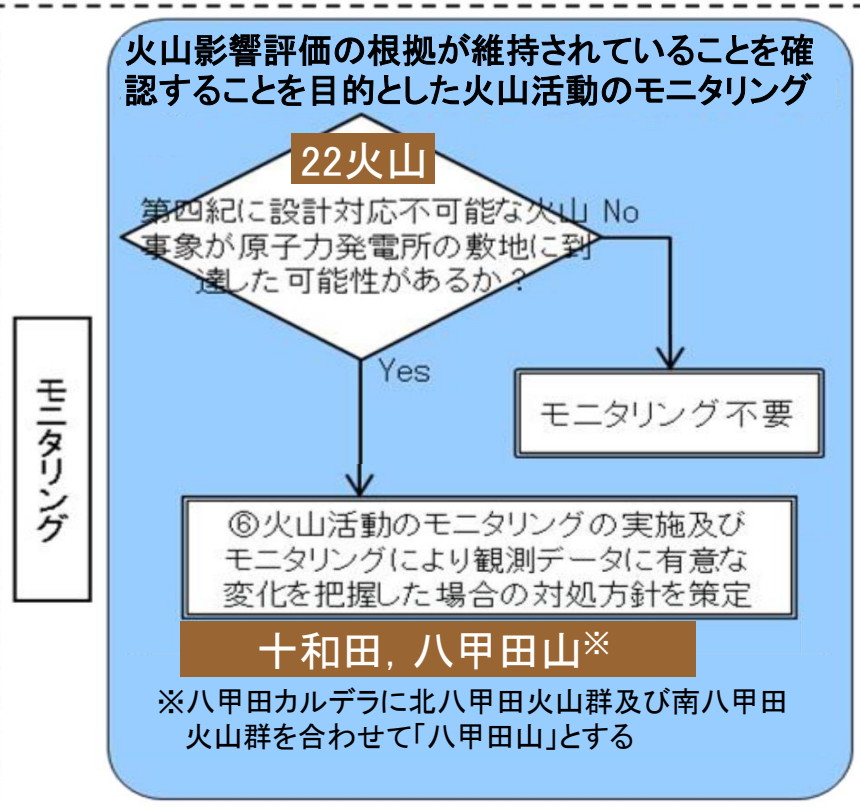 火山影響評価の根拠が維持されていることを確
認することを目的とした火山活動のモニタリング
22火山
第四紀に設計対応不可能な火山
事象が原子力発電所の敷地に到
達した可能性があるか?
No
Yes
モニタリング不要
モニタリング
⑥火山活動のモニタリングの実施及び
モニタリングにより観測データに有意な
変化を把握した場合の対処方針を策定
十和田，八甲田山※
※八甲田カルデラに北八甲田火山群及び南八甲田
火山群を合わせて「八甲田山」とする